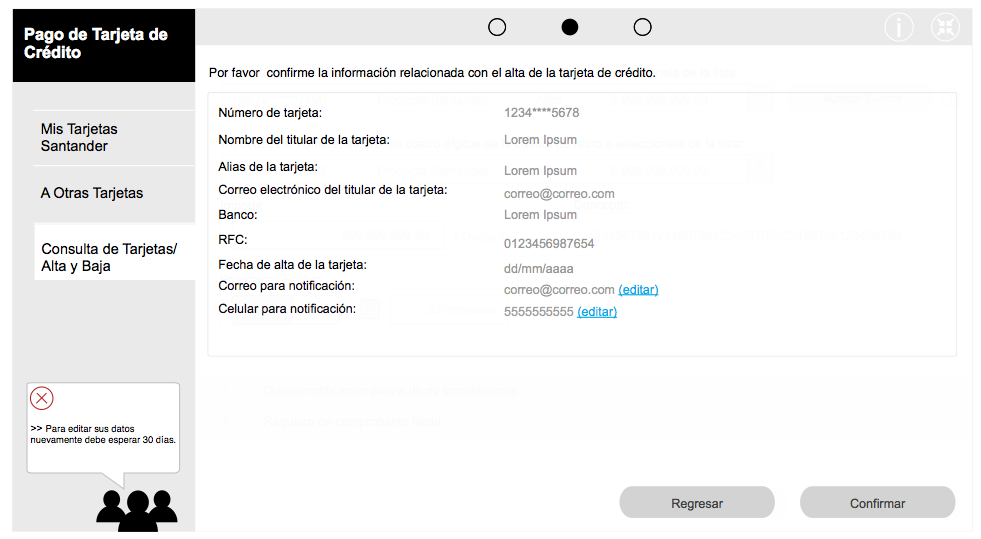 Pago de Tarjeta de
Crédito
Mis Tarjetas
Santander
A Otras Tarjetas
Consulta de Tarjetas/
Alta y Baja
>> Para editar sus datos
nuevamente debe esperar 30 días.
i
Por favor confirme la información relacionada con el alta de la tarjeta de crédito.
Número de tarjeta: 1234****5678
Nombre del titular de la tarjeta: Lorem Ipsum
Alias de la tarjeta: Lorem Ipsum
Correo electrónico del titular de la tarjeta: correo@correo.com
Banco: Lorem Ipsum
RFC: 0123456987654
Fecha de alta de la tarjeta: dd/mm/aaaa
Correo para notificación: correo@correo.com (editar)
Celular para notificación: 5555555555 (editar)
Regresar
Confirmar